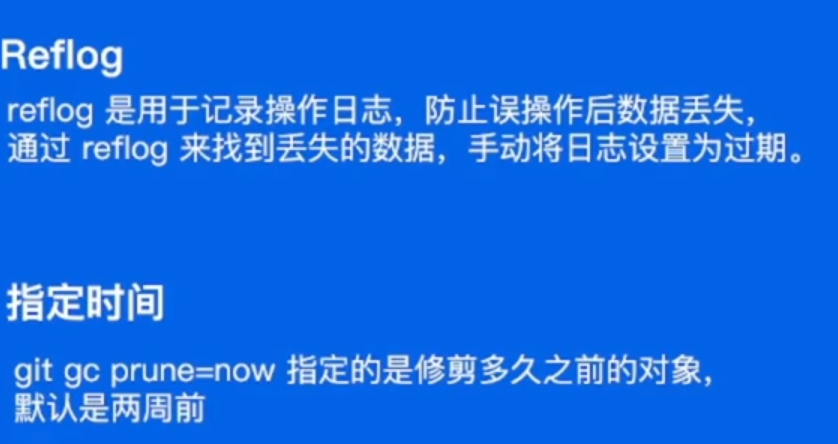 Reflog
reflog 是用于记录操作日志，防止误操作后数据丢失，
通过 reflog 来找到丢失的数据，手动将日志设置为过期。
指定时间
git gc prune=now 指定的是修剪多久之前的对象，
默认是两周前